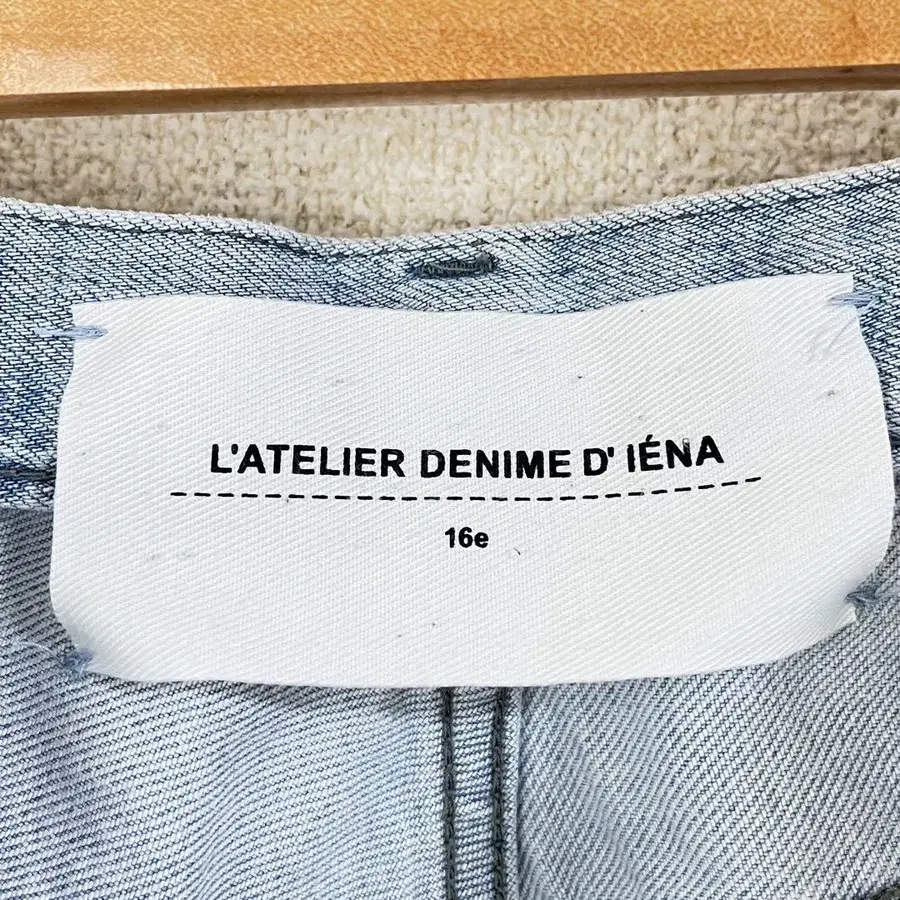 L'ATELIER DENIME D' IÉNA
16e